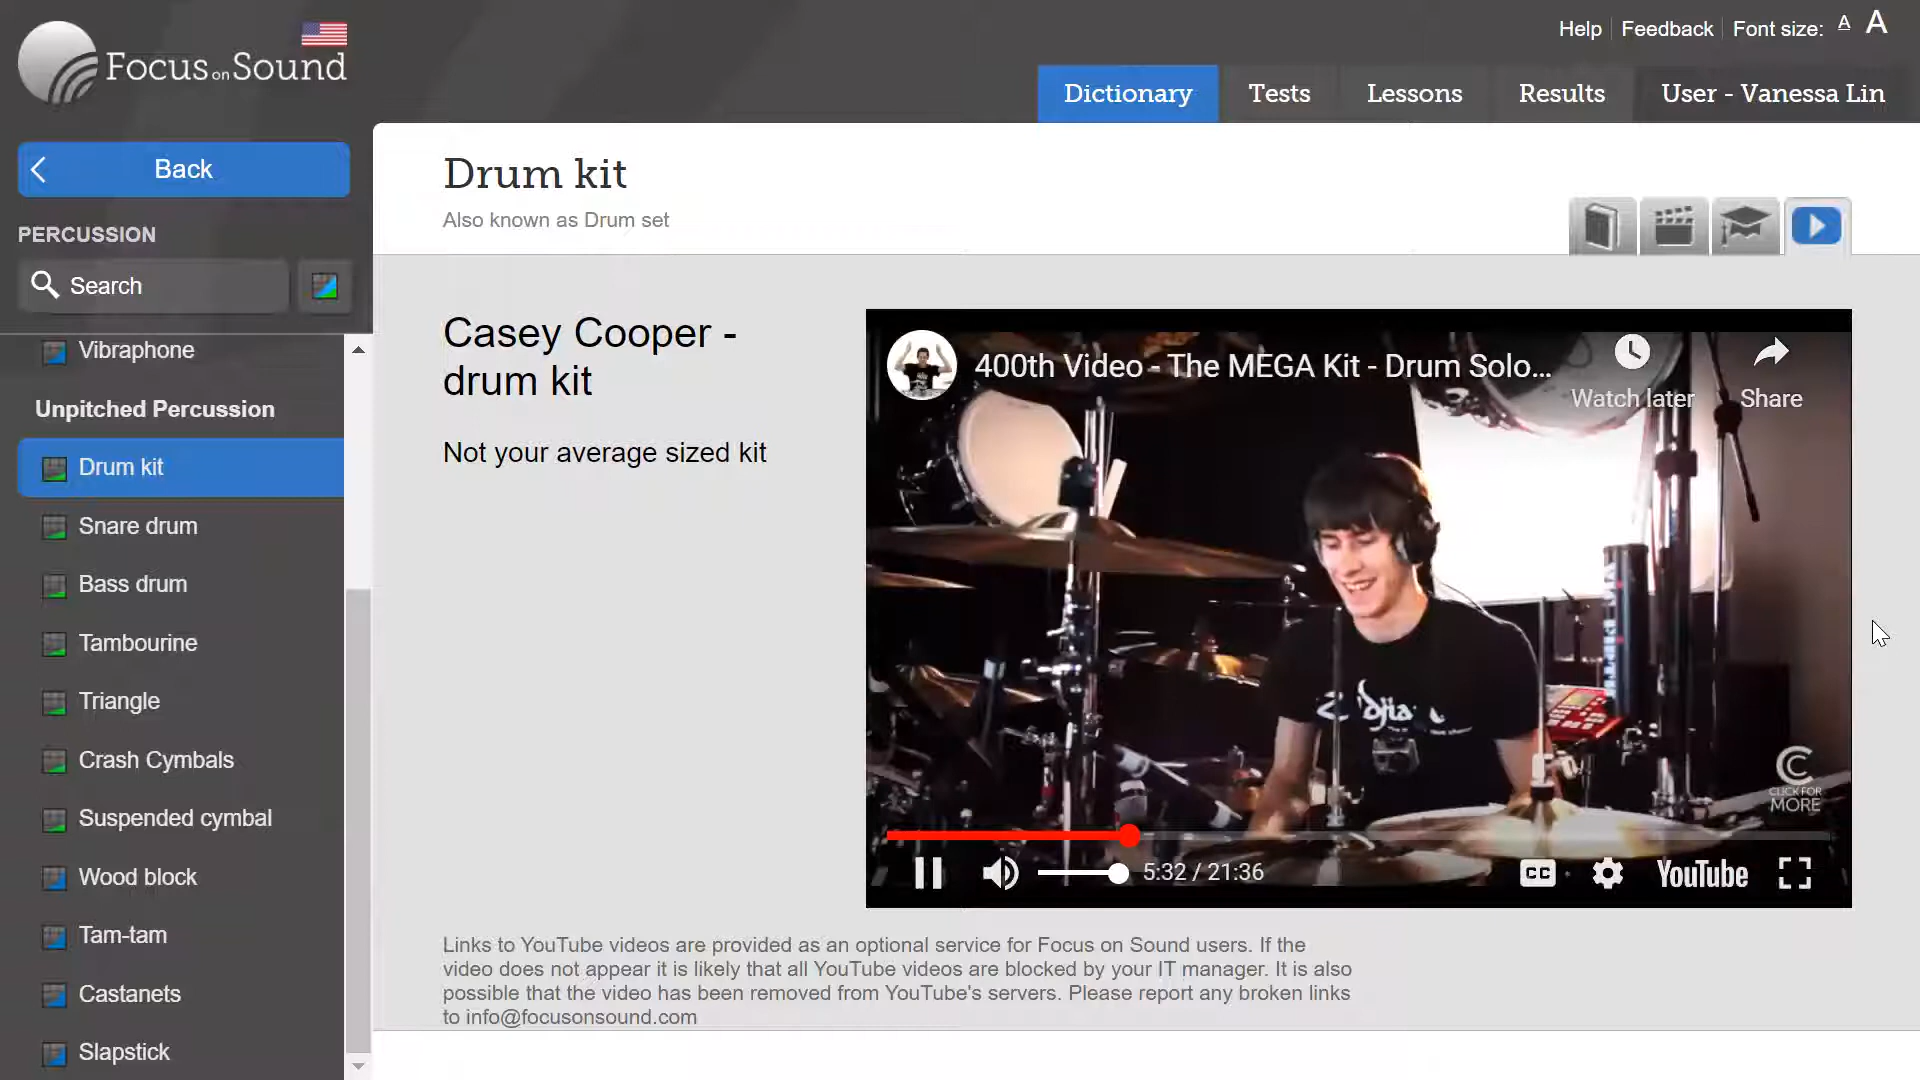 Focus on Sound
Help
Feedback
Font size: A A
Dictionary
Tests
Lessons
Results
User - Vanessa Lin
Back
PERCUSSION
Search
Vibraphone
Unpitched Percussion
Drum kit
Snare drum
Bass drum
Tambourine
Triangle
Crash Cymbals
Suspended cymbal
Wood block
Tam-tam
Castanets
Slapstick
Drum kit
Also known as Drum set
Casey Cooper -
drum kit
Not your average sized kit
400th Video - The MEGA Kit - Drum Solo...
Watch later
Share
C
CLICK FOR
MORE
5:32 / 21:36
CC
YouTube
Links to YouTube videos are provided as an optional service for Focus on Sound users. If the
video does not appear it is likely that all YouTube videos are blocked by your IT manager. It is also
possible that the video has been removed from YouTube's servers. Please report any broken links
to info@focusonsound.com